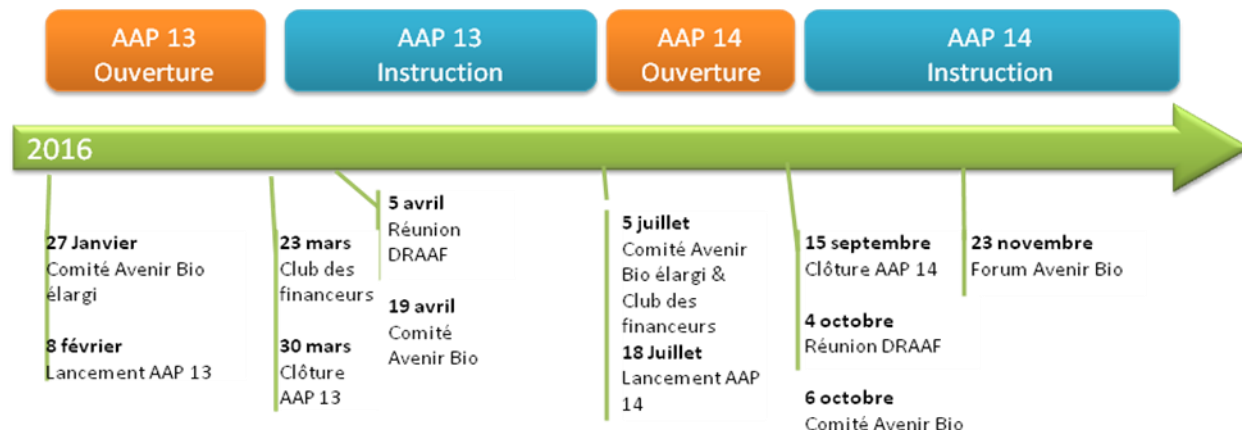 AAP 13
Ouverture
AAP 13
Instruction
AAP 14
Ouverture
AAP 14
Instruction
2016
27 Janvier
Comité Avenir Bio
élargi
8 février
Lancement AAP 13
23 mars
Club des
financeurs
30 mars
Clôture
AAP 13
5 avril
Réunion
DRAAF
19 avril
Comité
Avenir Bio
5 juillet
Comité Avenir
Bio élargi &
Club des
financeurs
18 Juillet
Lancement AAP
14
15 septembre
Clôture AAP 14
4 octobre
Réunion DRAAF
6 octobre
Comité Avenir Bio
23 novembre
Forum Avenir Bio